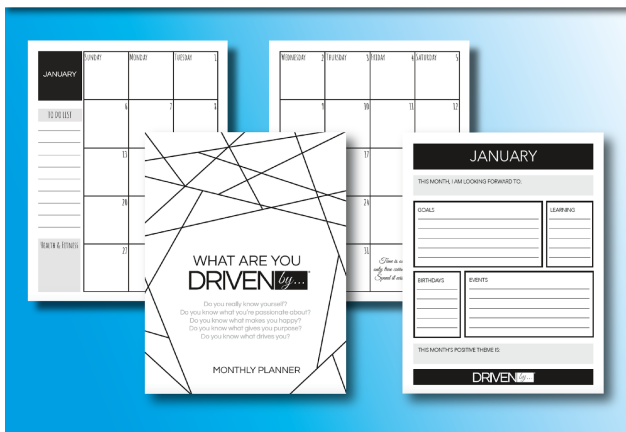 JANUARY
SUNDAY
MONDAY
TUESDAY
1
TO DO LIST
6
7
8
13
20
27
HEALTH & FITNESS
WEDNESDAY
2
THURSDAY
3
FRIDAY
4
SATURDAY
5
9
10
11
12
17
24
31
WHAT ARE YOU
DRIVEN by...
Do you really know yourself?
Do you know what you're passionate about?
Do you know what makes you happy?
Do you know what gives you purpose?
Do you know what drives you?
MONTHLY PLANNER
JANUARY
THIS MONTH, I AM LOOKING FORWARD TO:
GOALS
LEARNING
BIRTHDAYS
EVENTS
THIS MONTH'S POSITIVE THEME IS:
DRIVEN by...